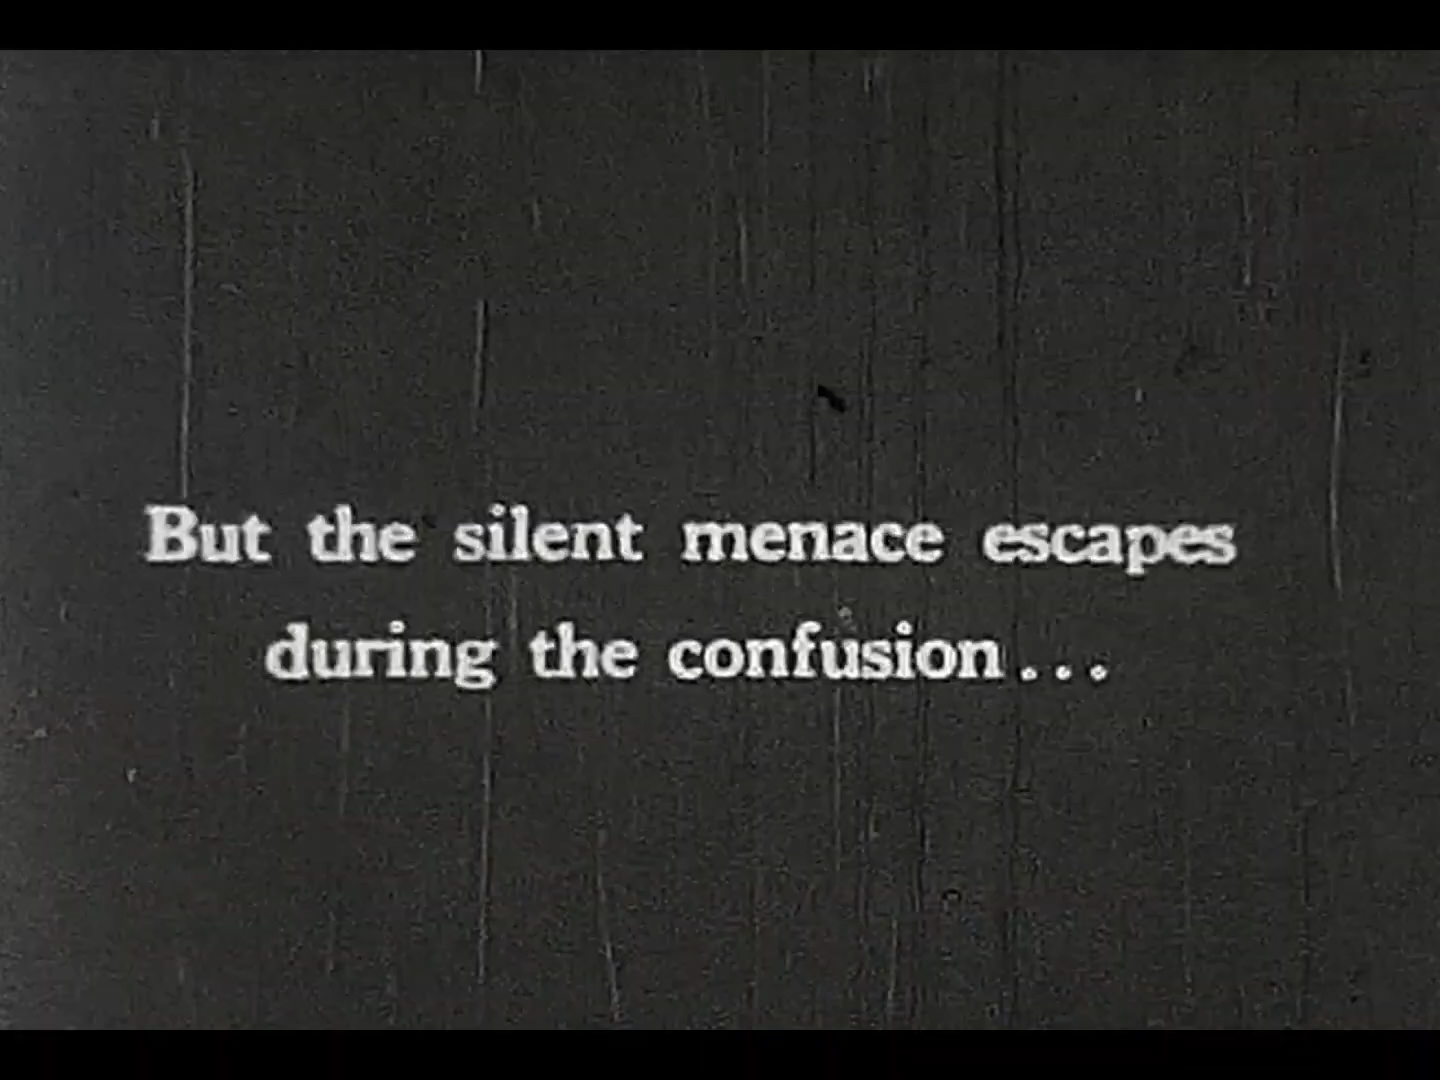 But the silent menace escapes
during the confusion...